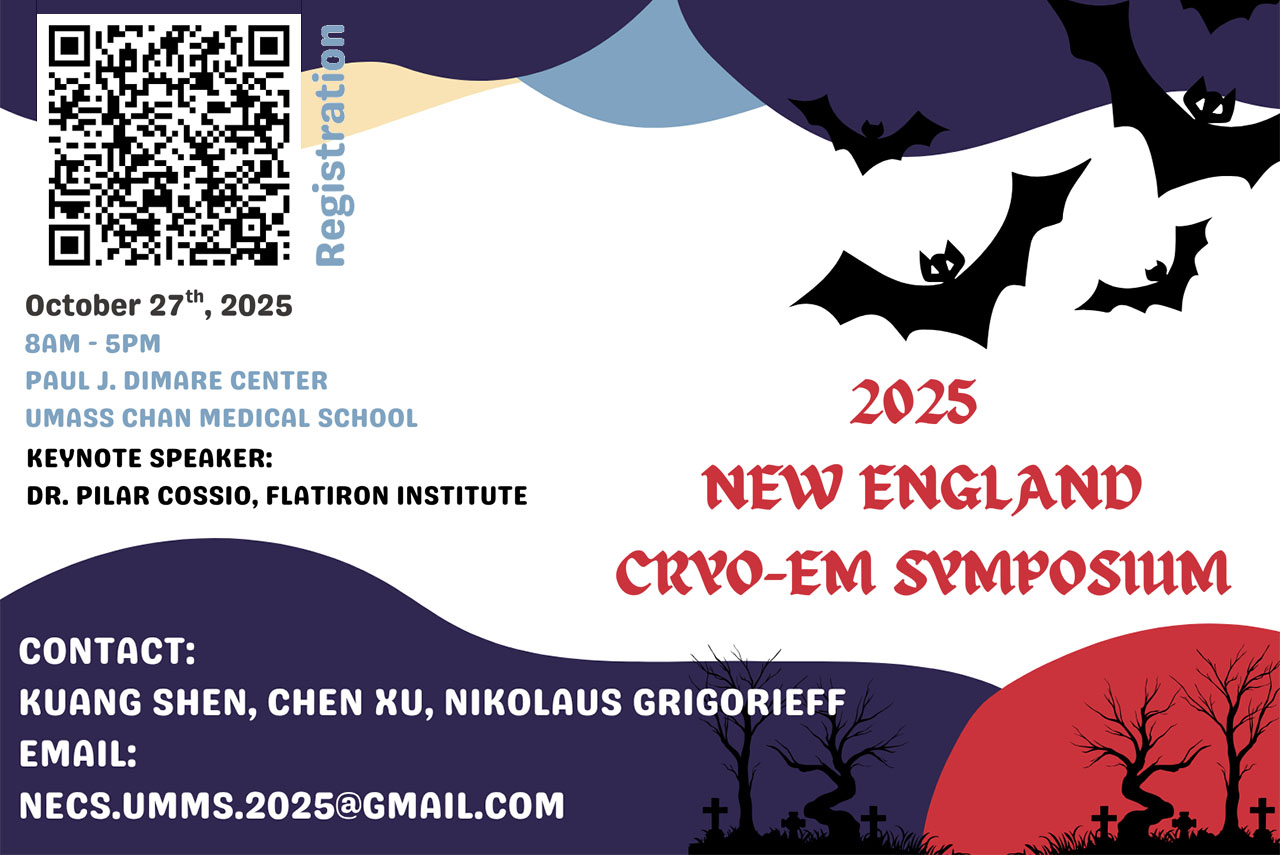 Registration
October 27th, 2025
8AM - 5PM
PAUL J. DIMARE CENTER
UMASS CHAN MEDICAL SCHOOL
KEYNOTE SPEAKER:
DR. PILAR COSSIO, FLATIRON INSTITUTE
2025
NEW ENGLAND
CRYO-EM SYMPOSIUM
CONTACT:
KUANG SHEN, CHEN XU, NIKOLAUS GRIGORIEFF
EMAIL:
NECS.UMMS.2025@GMAIL.COM